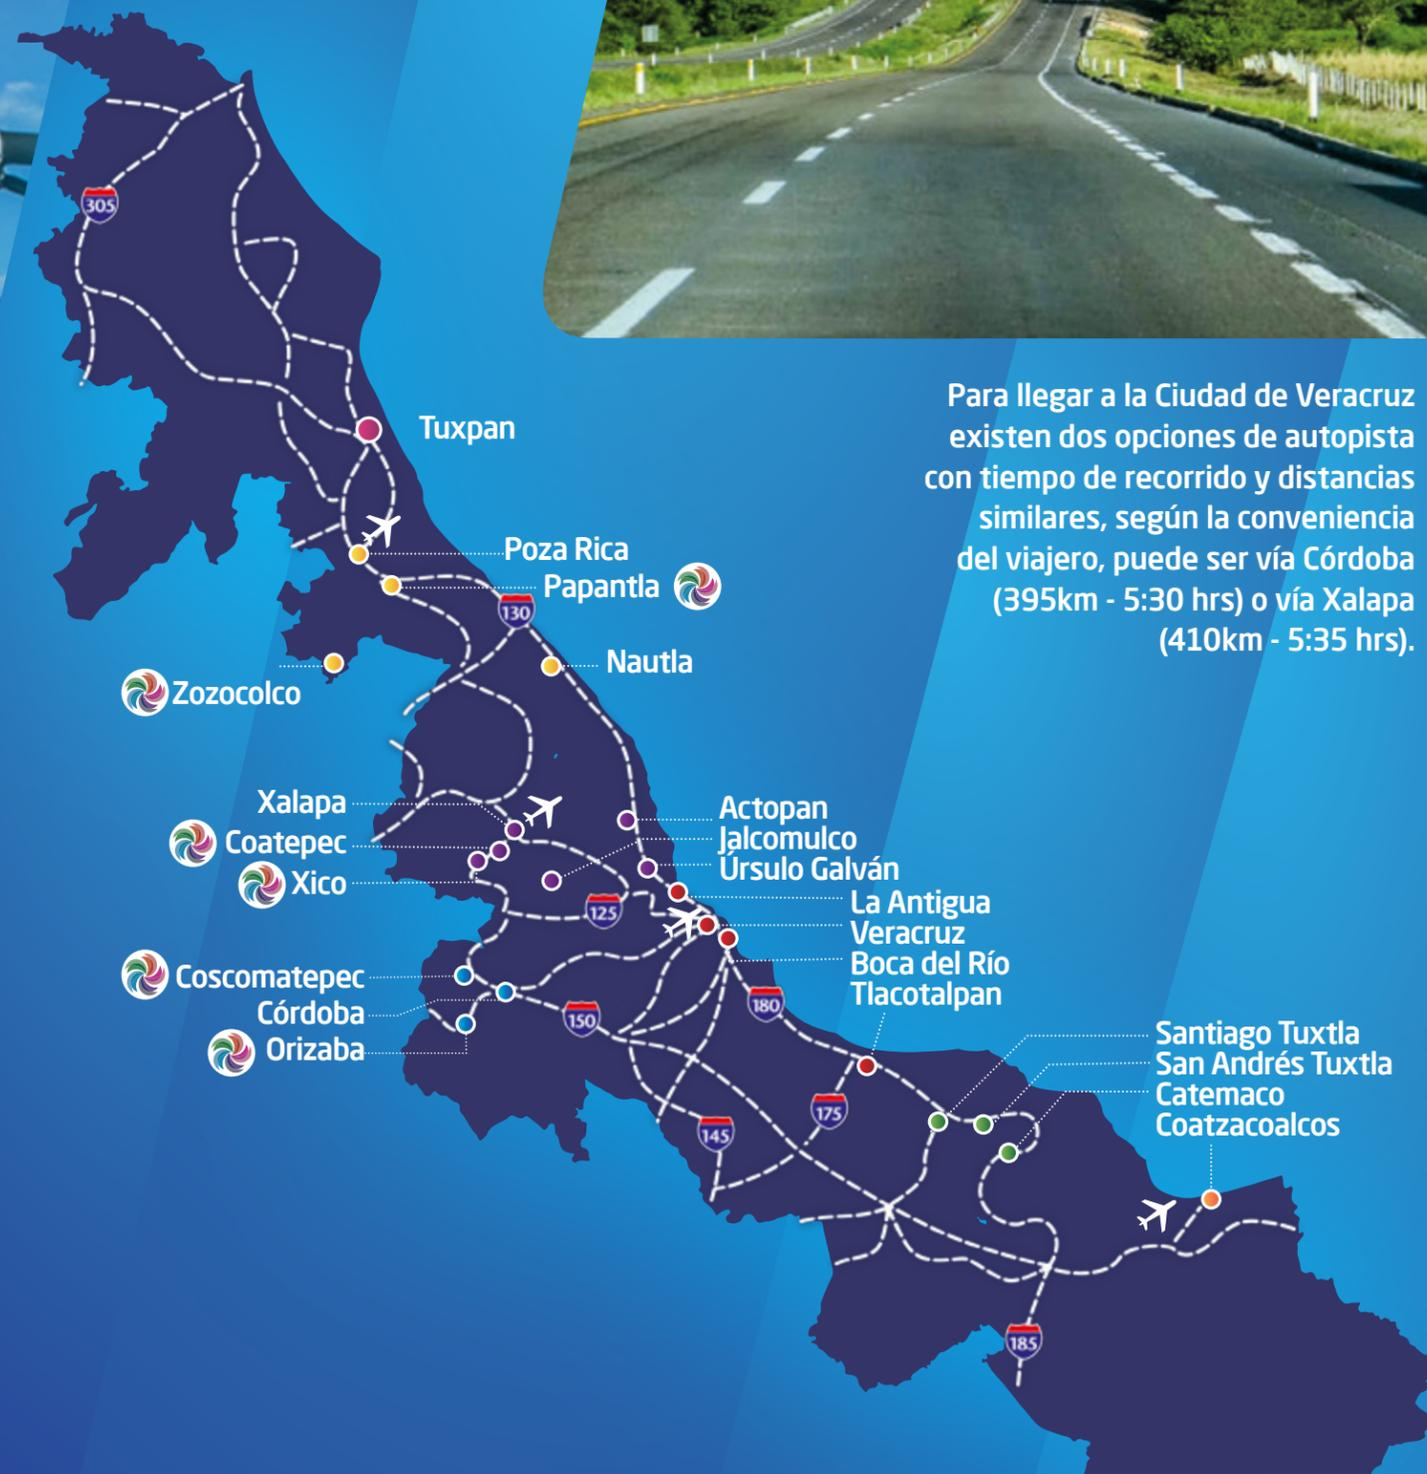 305
Tuxpan
Para llegar a la Ciudad de Veracruz
existen dos opciones de autopista
con tiempo de recorrido y distancias
similares, según la conveniencia
del viajero, puede ser vía Córdoba
(395km - 5:30 hrs) o vía Xalapa
(410km - 5:35 hrs).
Poza Rica
Papantla
130
Nautla
Zozocolco
Xalapa
Coatepec
Xico
Actopan
Jalcomulco
Úrsulo Galván
125
La Antigua
Veracruz
Boca del Río
Tlacotalpan
Coscomatepec
Córdoba
Orizaba
150
180
Santiago Tuxtla
San Andrés Tuxtla
Catemaco
Coatzacoalcos
175
145
185